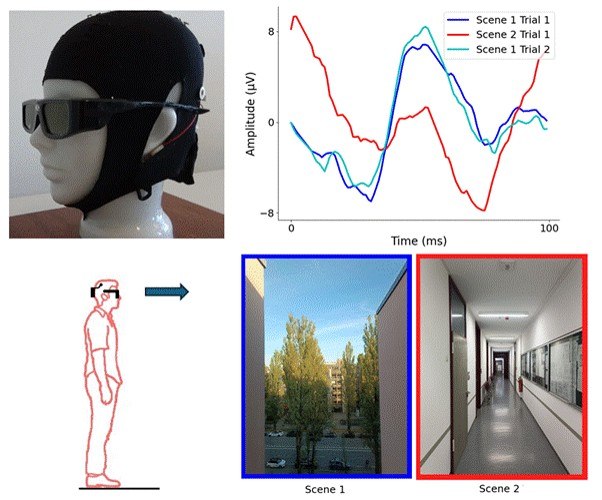 Scene 1 Trial 1
Scene 2 Trial 1
Scene 1 Trial 2
Amplitude (µV)
8
0
−8
0
100
Time (ms)
Scene 1
Scene 2